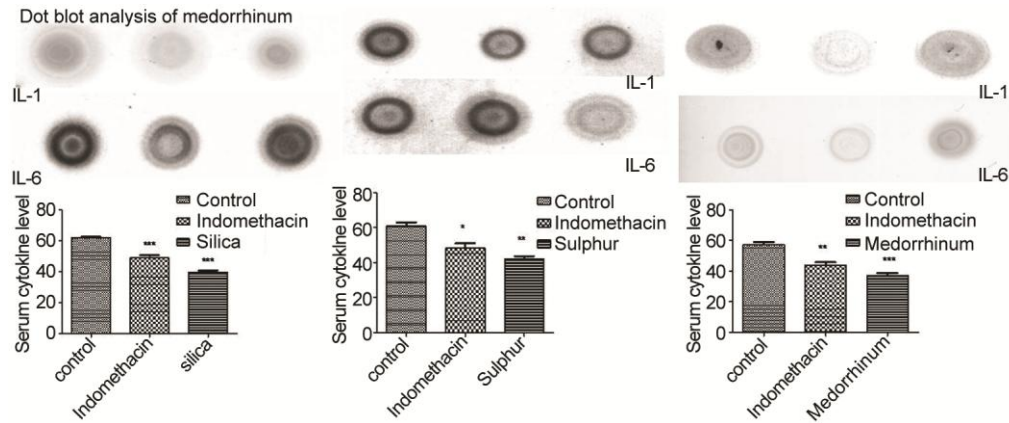 Dot blot analysis of medorrhinum
IL-1
IL-6
IL-1
IL-6
IL-1
IL-6
Serum cytokine level
80
60
40
20
0
***
***
Control
Indomethacin
Silica
control
Indomethacin
silica
Serum cytokine level
80
60
40
20
0
*
**
Control
Indomethacin
Sulphur
control
Indomethacin
Sulphur
Serum cytokine level
80
60
40
20
0
**
***
Control
Indomethacin
Medorrhinum
control
Indomethacin
Medorrhinum